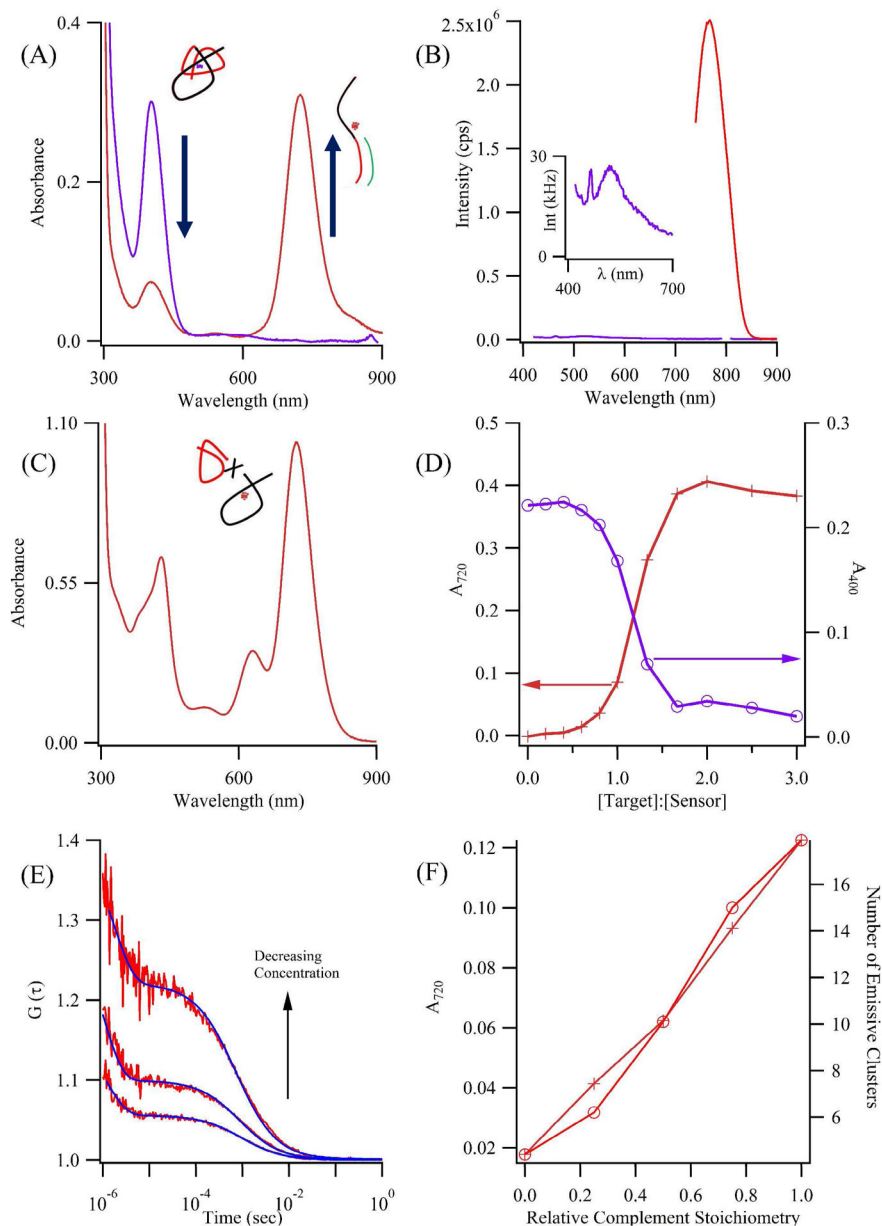 (A)
0.4
0.2
0.0
Absorbance
300
600
900
Wavelength (nm)
(B)
2.5x10⁶
2.0
1.5
1.0
0.5
0.0
Intensity (cps)
30
0
Int (kHz)
400
700
λ (nm)
400 500 600 700 800 900
Wavelength (nm)
(C)
1.10
0.55
0.00
Absorbance
300
600
900
Wavelength (nm)
(D)
0.5
0.4
0.3
0.2
0.1
0.0
A₇₂₀
0.3
0.2
0.1
0.0
A₄₀₀
0.0 1.0 2.0 3.0
[Target]:[Sensor]
(E)
1.4
1.3
1.2
1.1
1.0
G (τ)
Decreasing
Concentration
10⁻⁶ 10⁻⁴ 10⁻² 10⁰
Time (sec)
(F)
0.12
0.10
0.08
0.06
0.04
0.02
A₇₂₀
16
14
12
10
8
6
Number of Emissive Clusters
0.0 0.2 0.4 0.6 0.8 1.0
Relative Complement Stoichiometry